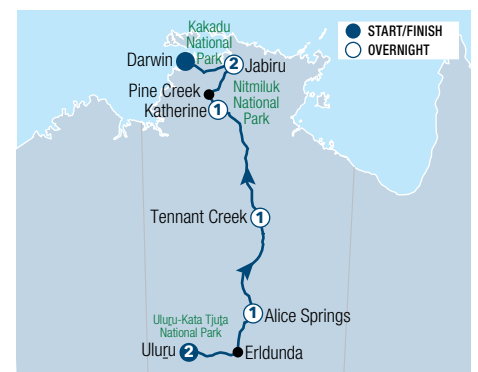 START/FINISH
OVERNIGHT
Kakadu
National
Park
Darwin
2
Jabiru
Pine Creek
Nitmiluk
National
Park
Katherine
1
Tennant Creek
1
1
Alice Springs
Uluṟu-Kata Tjuṯa
National Park
Uluṟu
2
Erldunda